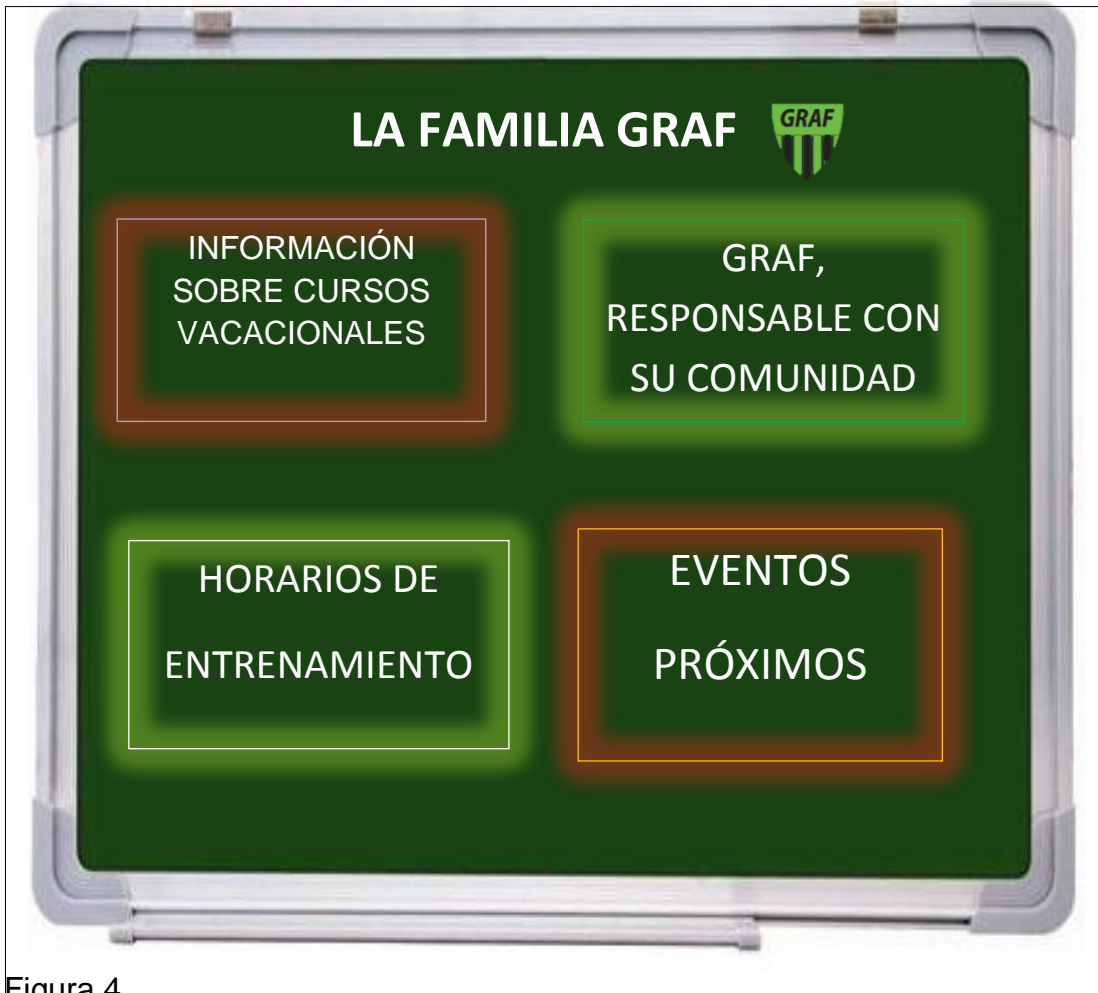 LA FAMILIA GRAF
GRAF
INFORMACIÓN
SOBRE CURSOS
VACACIONALES
GRAF,
RESPONSABLE CON
SU COMUNIDAD
HORARIOS DE
ENTRENAMIENTO
EVENTOS
PRÓXIMOS
Figura 4